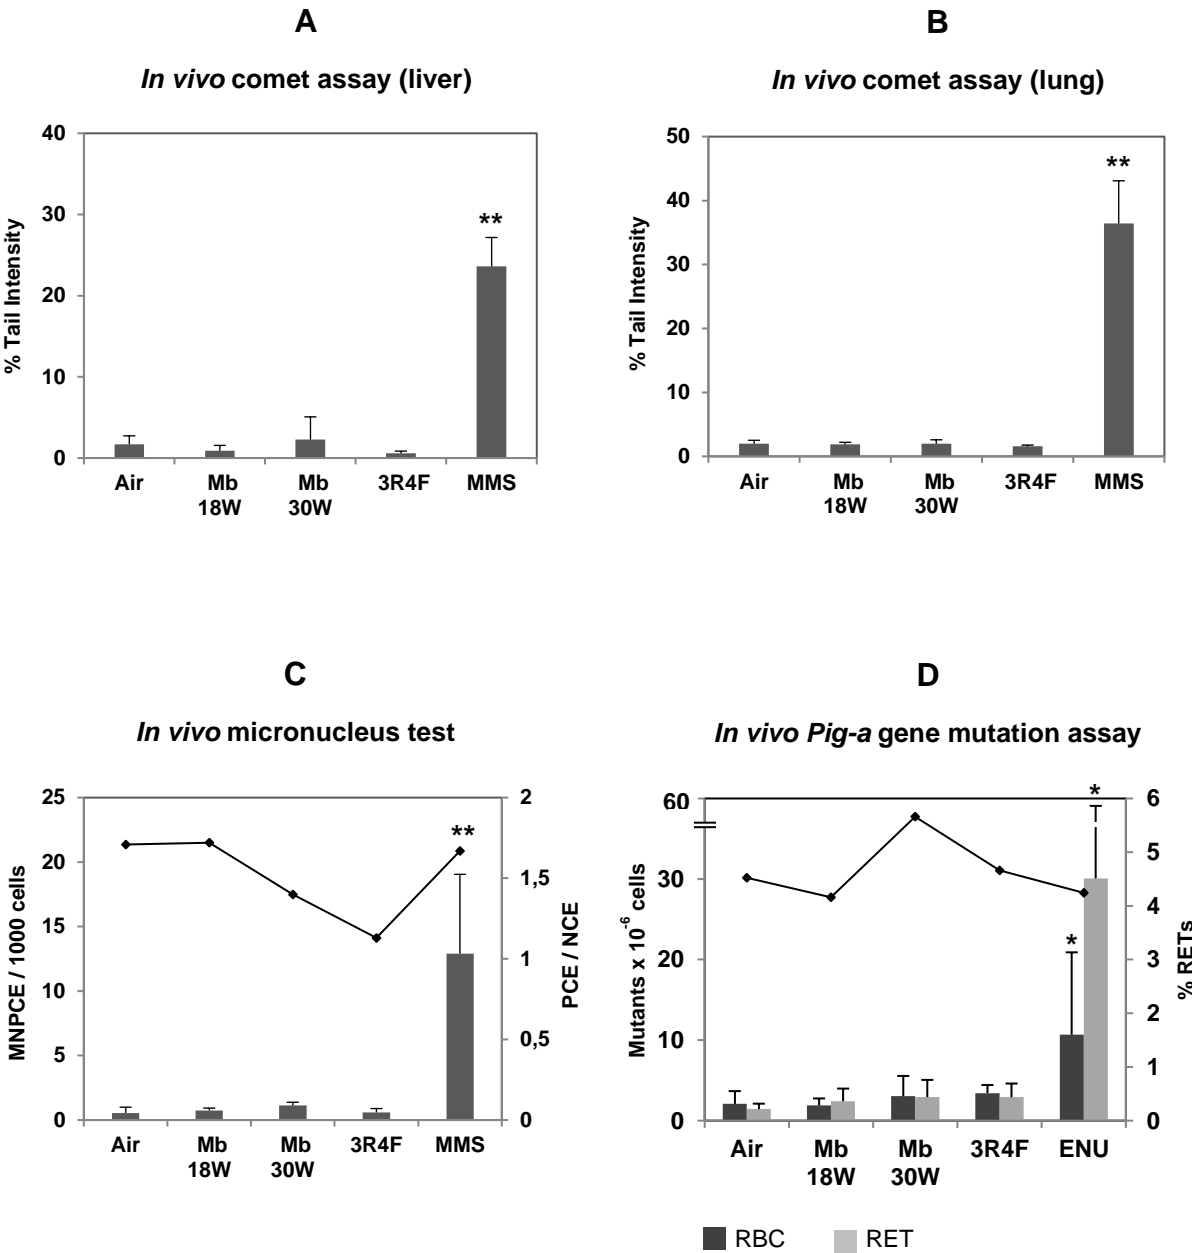 A
In vivo comet assay (liver)
% Tail Intensity
40
30
20
10
0
**
Air
Mb 18W
Mb 30W
3R4F
MMS
B
In vivo comet assay (lung)
% Tail Intensity
50
40
30
20
10
0
**
Air
Mb 18W
Mb 30W
3R4F
MMS
C
In vivo micronucleus test
MNPCE / 1000 cells
25
20
15
10
5
0
**
2
1,5
1
0,5
0
PCE / NCE
Air
Mb 18W
Mb 30W
3R4F
MMS
D
In vivo Pig-a gene mutation assay
Mutants x 10-6 cells
60
30
20
10
0
*
*
6
5
4
3
2
1
0
% RETs
Air
Mb 18W
Mb 30W
3R4F
ENU
RBC
RET